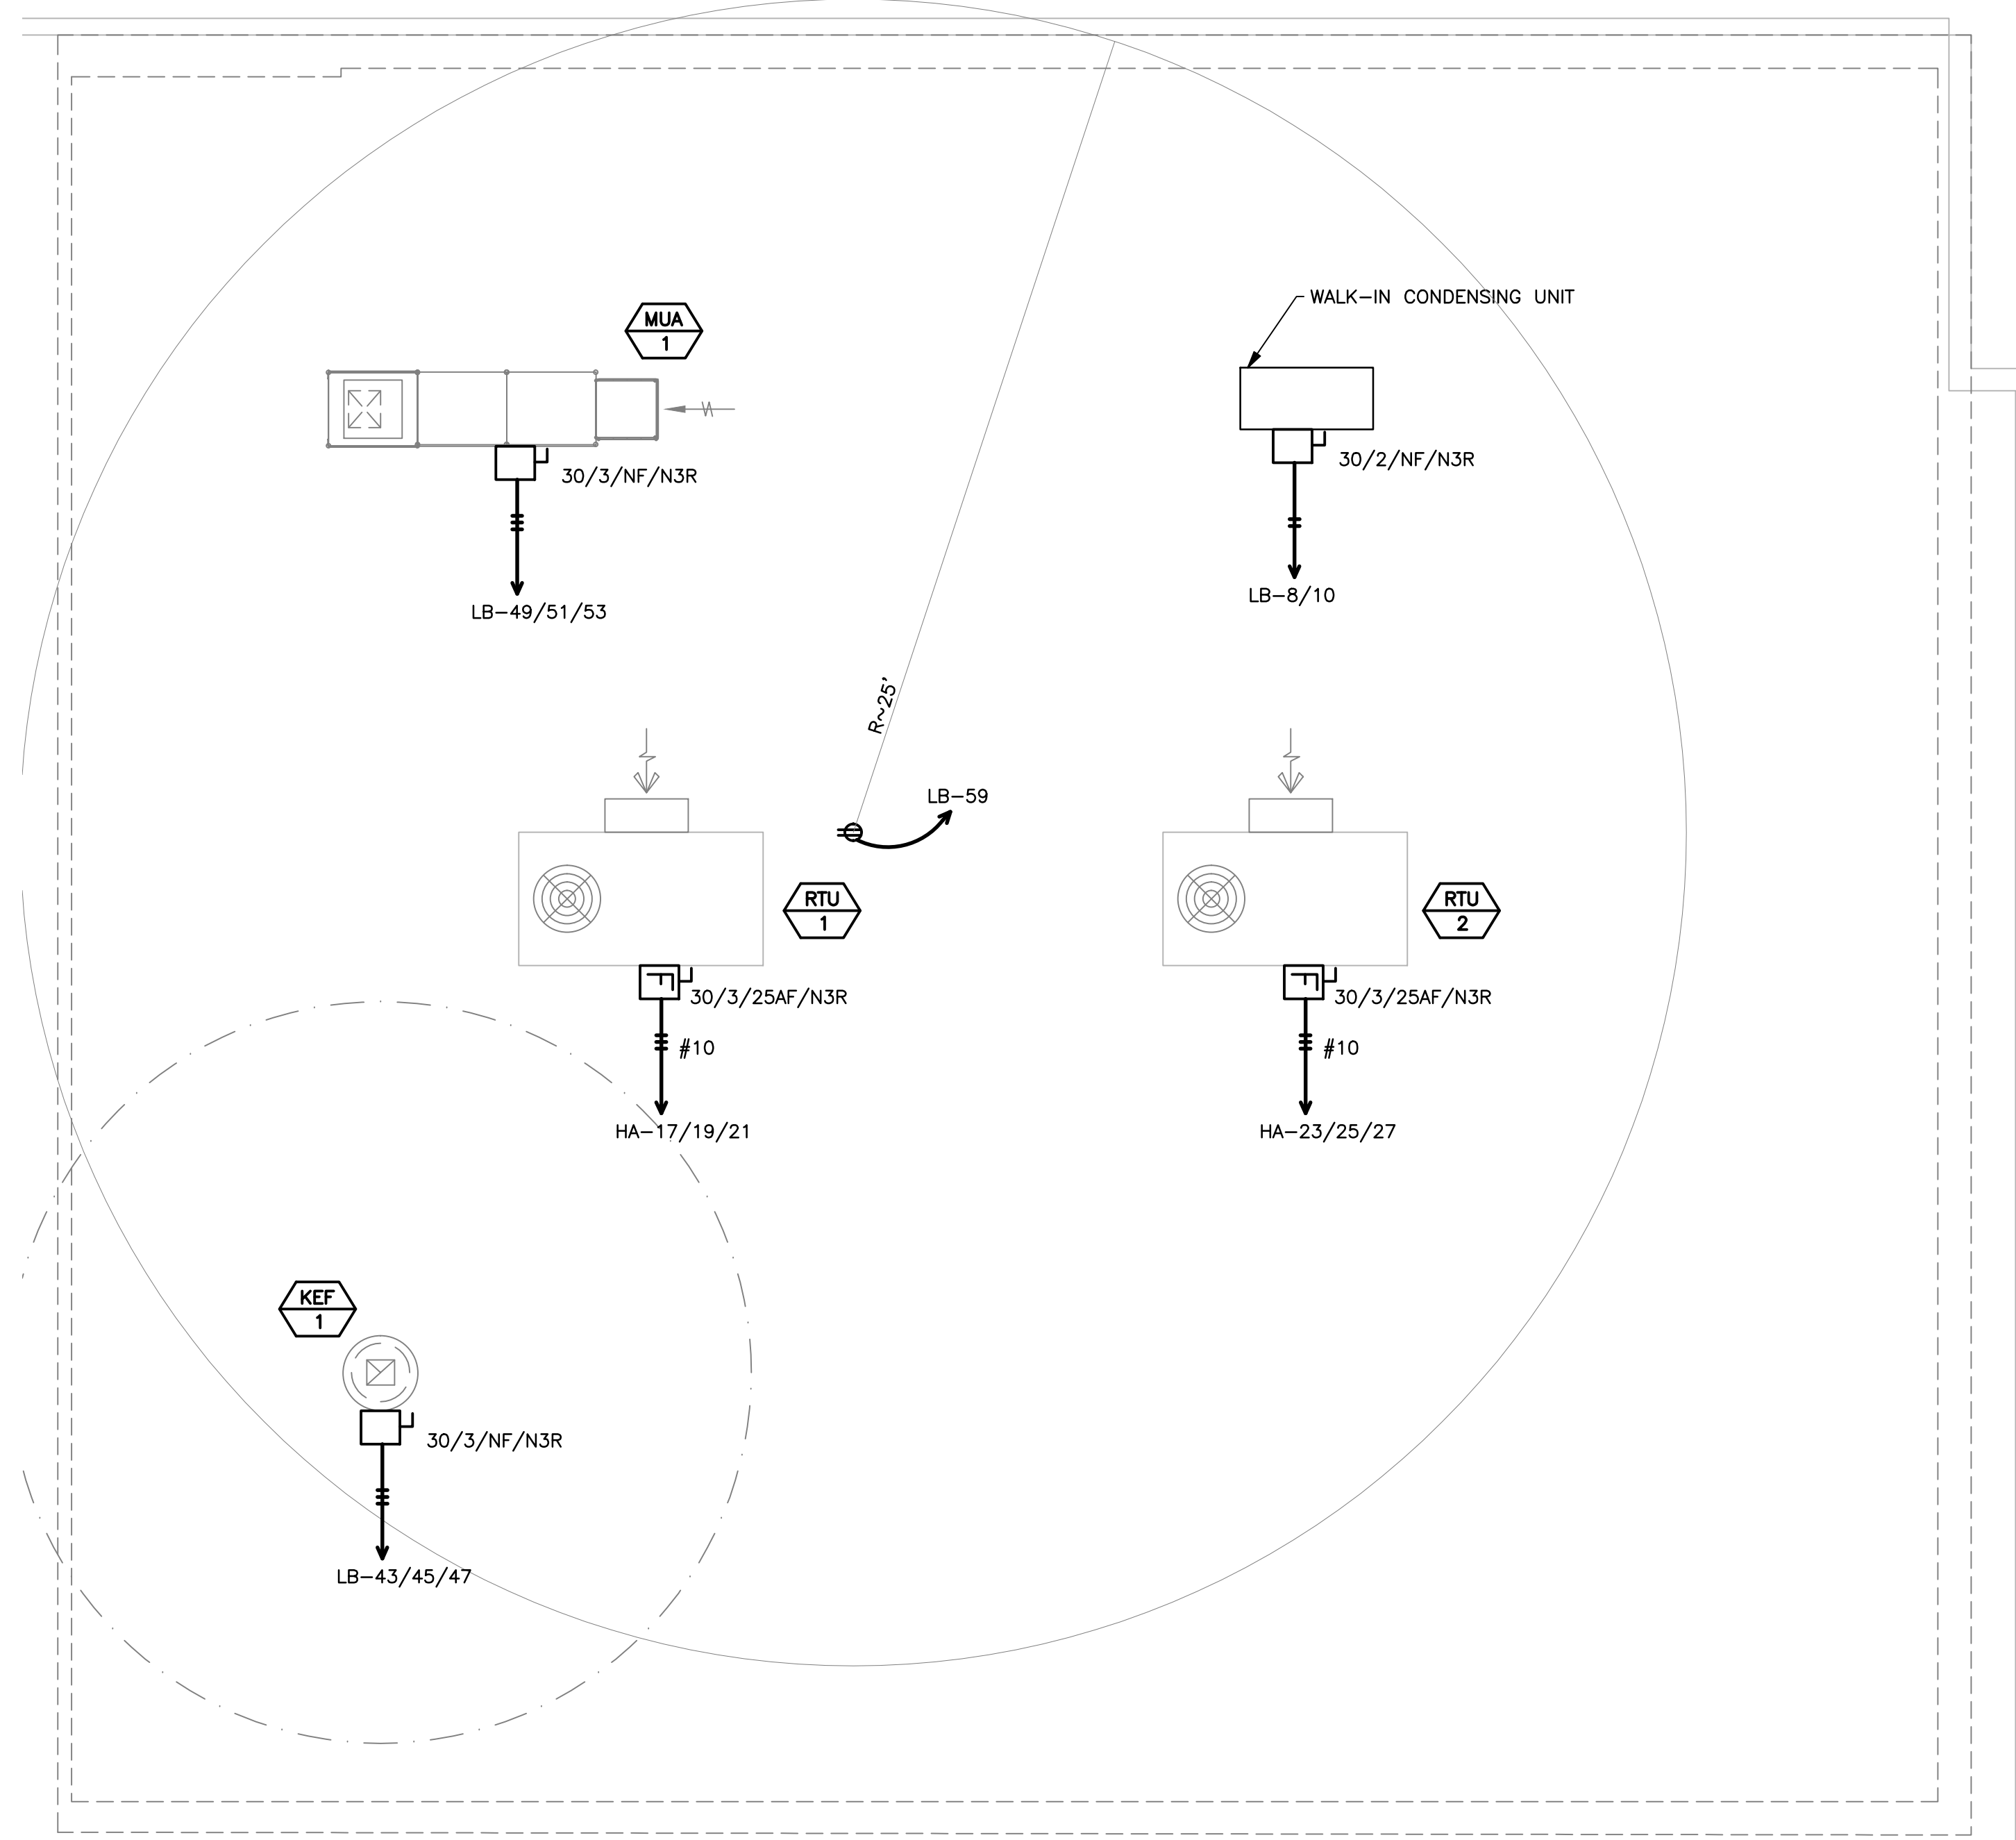 WALK-IN CONDENSING UNIT
MUA
1
30/3/NF/N3R
30/2/NF/N3R
LB-49/51/53
LB-8/10
R~25'
LB-59
RTU
1
RTU
2
30/3/25AF/N3R
30/3/25AF/N3R
#10
#10
HA-17/19/21
HA-23/25/27
KEF
1
30/3/NF/N3R
LB-43/45/47